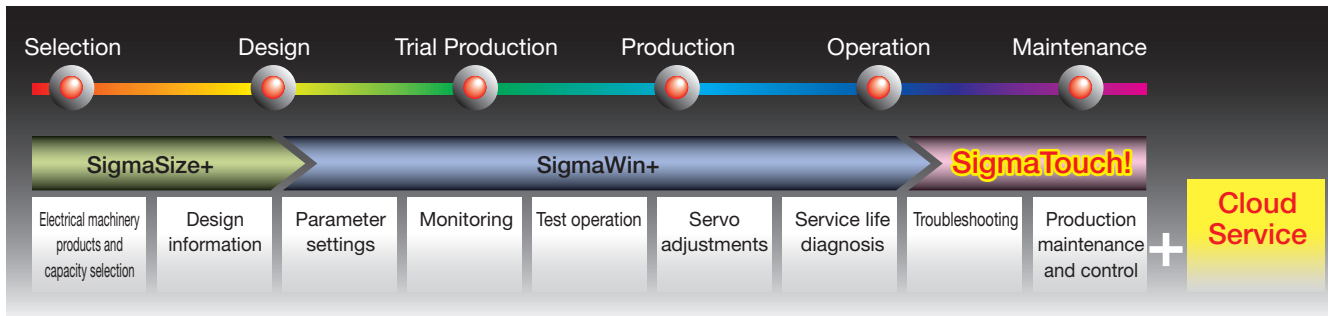 Selection
Design
Trial Production
Production
Operation
Maintenance
SigmaSize+
SigmaWin+
SigmaTouch!
Electrical machinery
products and
capacity selection
Design
information
Parameter
settings
Monitoring
Test operation
Servo
adjustments
Service life
diagnosis
Troubleshooting
Production
maintenance
and control
+
Cloud
Service